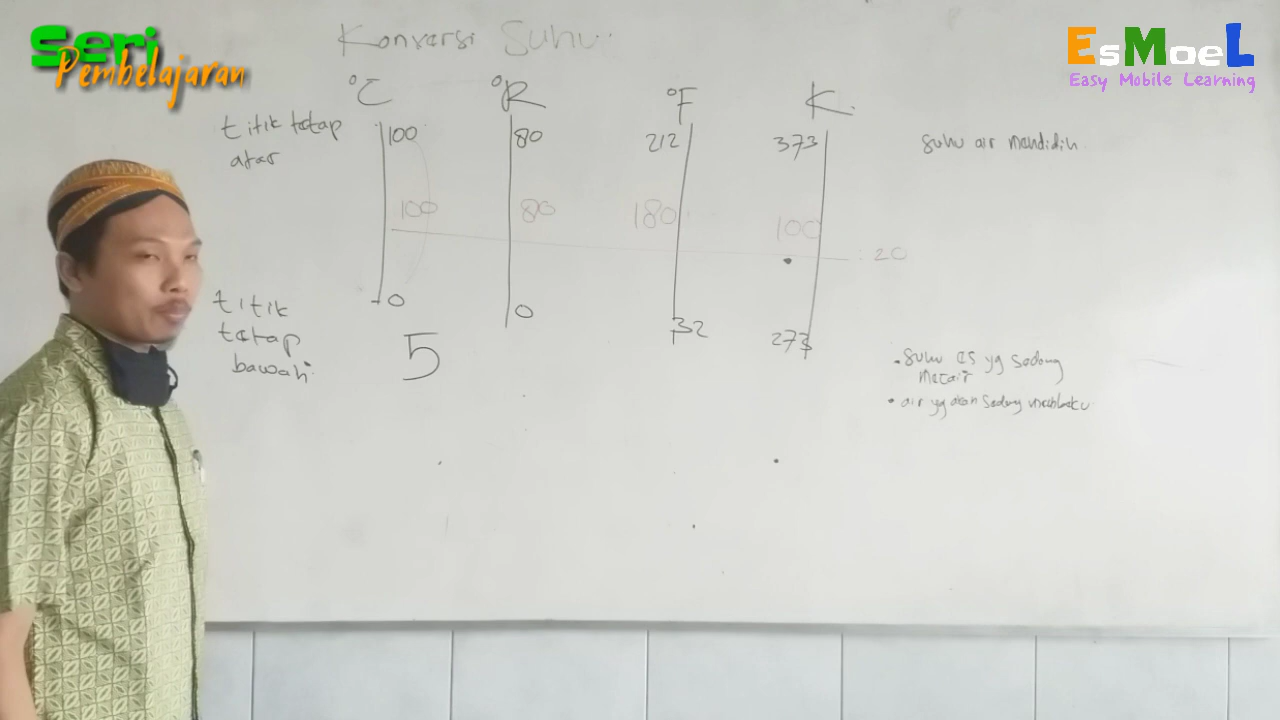 Seri
Pembelajaran
EsMoeL
Easy Mobile Learning
Konversi Suhu
°C °R °F K
titik tetap
atas
100 80 212 373
suhu air mendidih
100 80 180 100
: 20
titik
tetap
bawah
0 0 32 273
5
• suhu es yg sedang
Mencair
• air yg akan sedang membeku